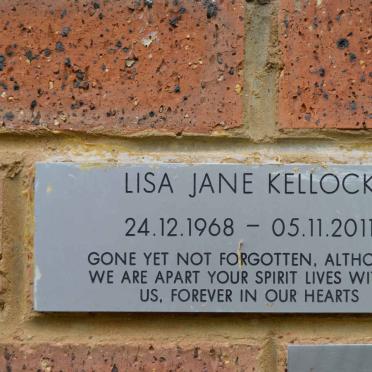 LISA JANE KELLOCK
24.12.1968 – 05.11.2011
GONE YET NOT FORGOTTEN, ALTHO
WE ARE APART YOUR SPIRIT LIVES WI
US, FOREVER IN OUR HEARTS